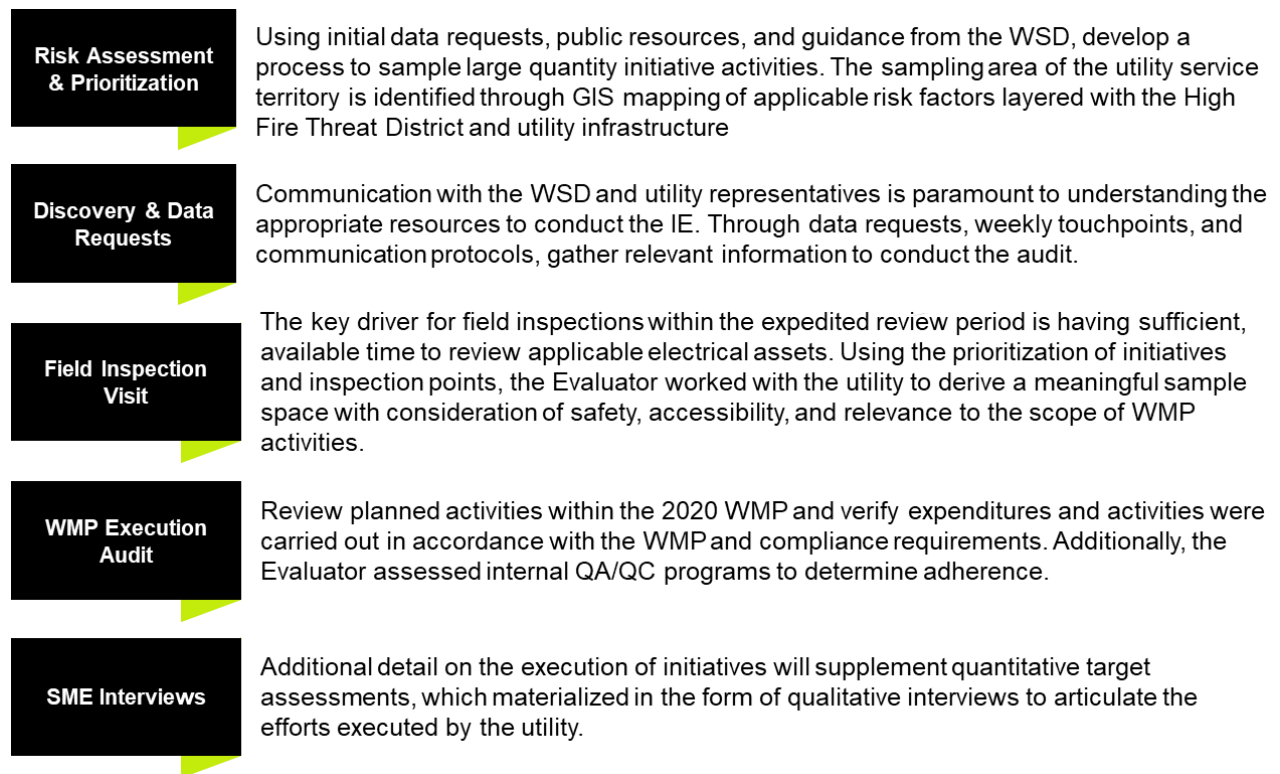 Risk Assessment
& Prioritization
Using initial data requests, public resources, and guidance from the WSD, develop a
process to sample large quantity initiative activities. The sampling area of the utility service
territory is identified through GIS mapping of applicable risk factors layered with the High
Fire Threat District and utility infrastructure
Discovery & Data
Requests
Communication with the WSD and utility representatives is paramount to understanding the
appropriate resources to conduct the IE. Through data requests, weekly touchpoints, and
communication protocols, gather relevant information to conduct the audit.
Field Inspection
Visit
The key driver for field inspections within the expedited review period is having sufficient,
available time to review applicable electrical assets. Using the prioritization of initiatives
and inspection points, the Evaluator worked with the utility to derive a meaningful sample
space with consideration of safety, accessibility, and relevance to the scope of WMP
activities.
WMP Execution
Audit
Review planned activities within the 2020 WMP and verify expenditures and activities were
carried out in accordance with the WMP and compliance requirements. Additionally, the
Evaluator assessed internal QA/QC programs to determine adherence.
SME Interviews
Additional detail on the execution of initiatives will supplement quantitative target
assessments, which materialized in the form of qualitative interviews to articulate the
efforts executed by the utility.